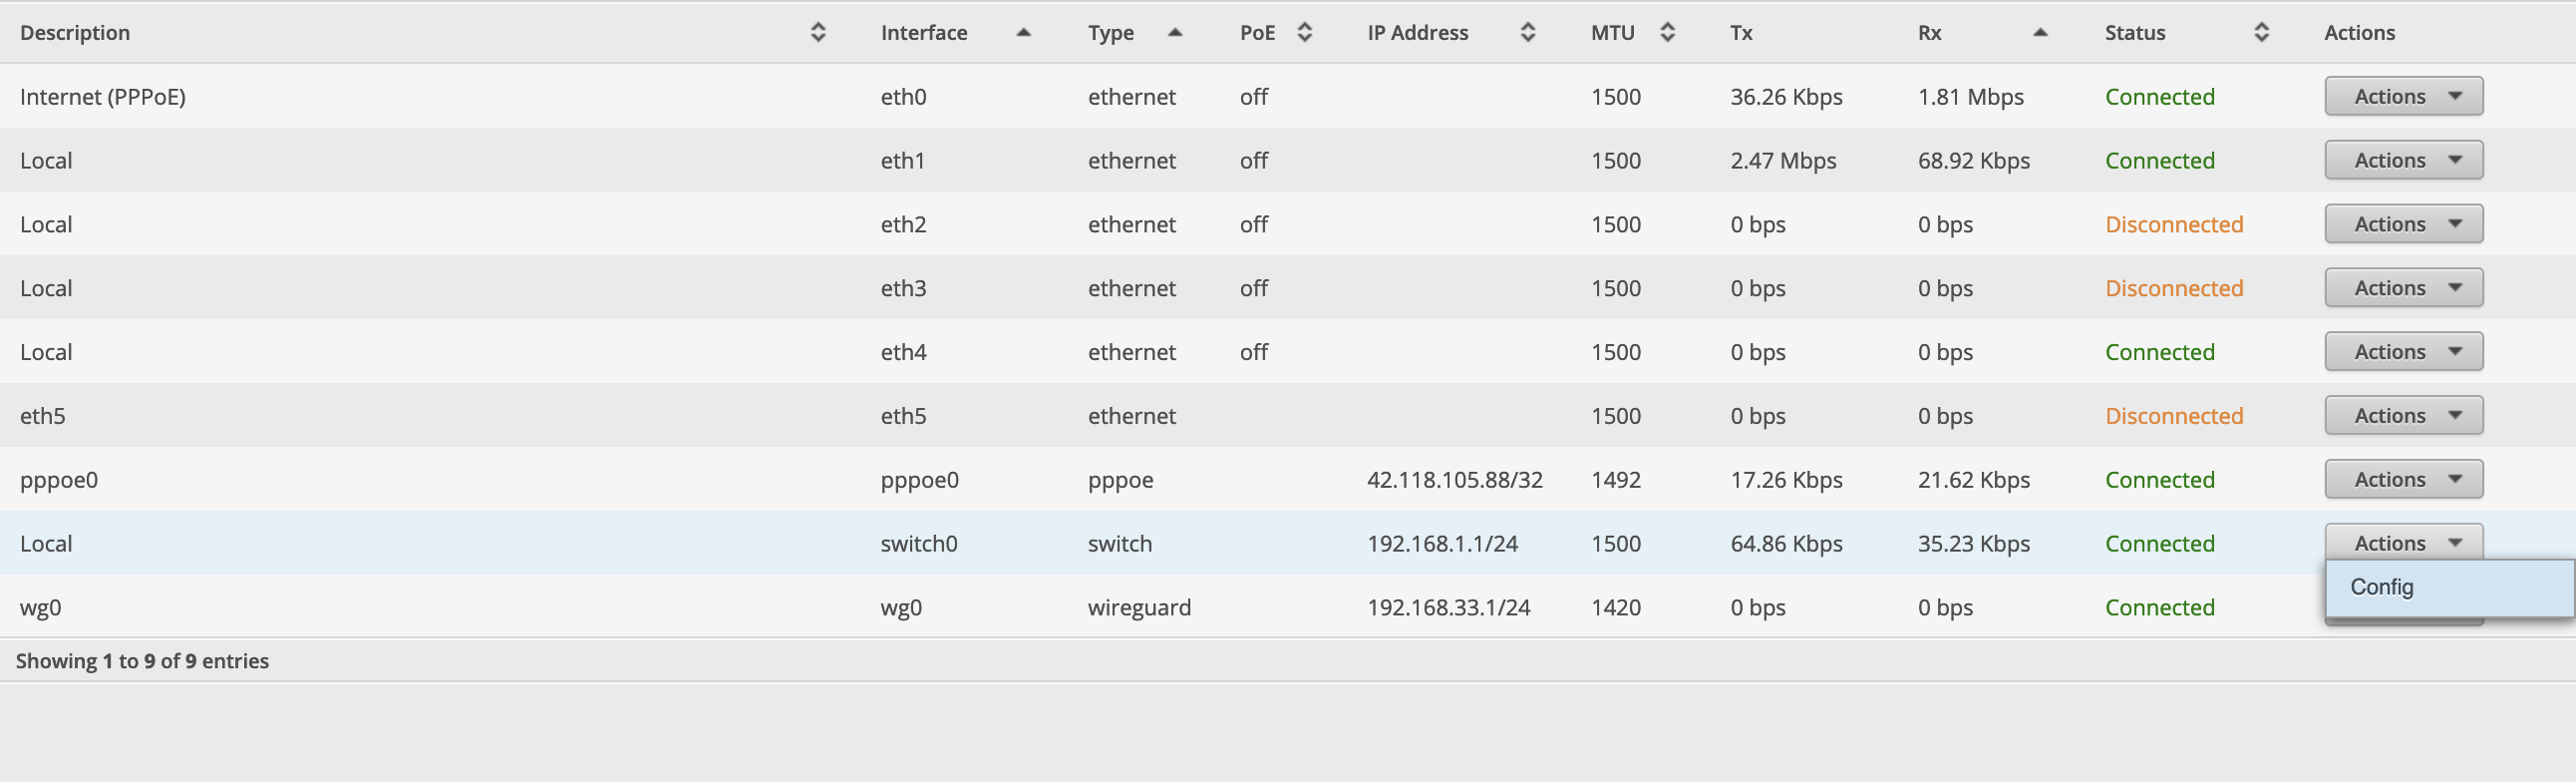 Description Interface Type PoE IP Address MTU Tx Rx Status Actions
Internet (PPPoE) eth0 ethernet off 1500 36.26 Kbps 1.81 Mbps Connected Actions
Local eth1 ethernet off 1500 2.47 Mbps 68.92 Kbps Connected Actions
Local eth2 ethernet off 1500 0 bps 0 bps Disconnected Actions
Local eth3 ethernet off 1500 0 bps 0 bps Disconnected Actions
Local eth4 ethernet off 1500 0 bps 0 bps Connected Actions
eth5 eth5 ethernet 1500 0 bps 0 bps Disconnected Actions
pppoe0 pppoe0 pppoe 42.118.105.88/32 1492 17.26 Kbps 21.62 Kbps Connected Actions
Local switch0 switch 192.168.1.1/24 1500 64.86 Kbps 35.23 Kbps Connected Actions
Config
wg0 wg0 wireguard 192.168.33.1/24 1420 0 bps 0 bps Connected
Showing 1 to 9 of 9 entries